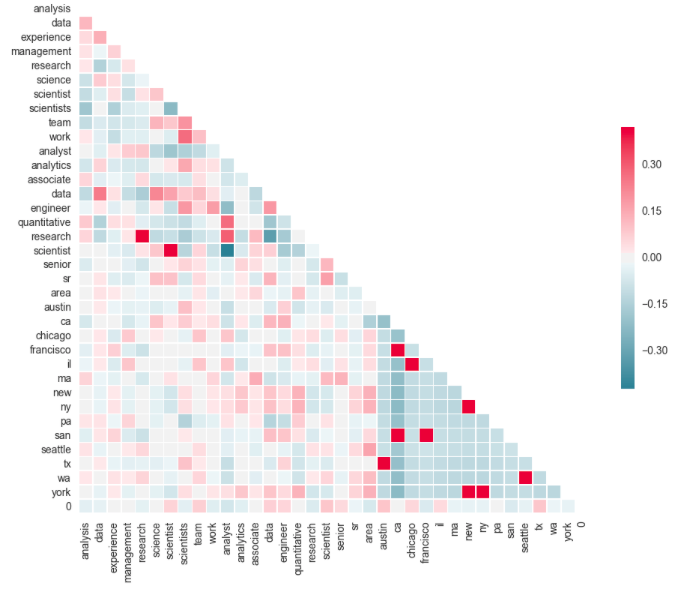 analysis
data
experience
management
research
science
scientist
scientists
team
work
analyst
analytics
associate
data
engineer
quantitative
research
scientist
senior
sr
area
austin
ca
chicago
francisco
il
ma
new
ny
pa
san
seattle
tx
wa
york
0
0.30
0.15
0.00
−0.15
−0.30
analysis
data
experience
management
research
science
scientist
scientists
team
work
analyst
analytics
associate
data
engineer
quantitative
research
scientist
senior
sr
area
austin
ca
chicago
francisco
il
ma
new
ny
pa
san
seattle
tx
wa
york
0